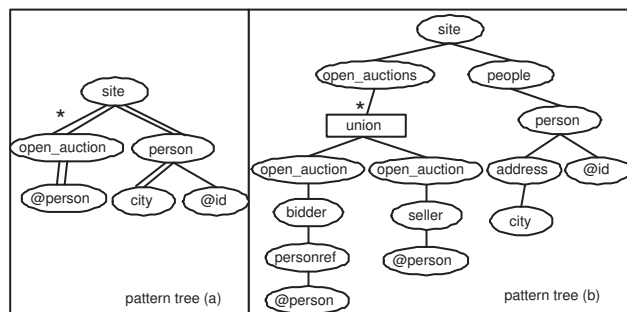 site
*
open_auction
person
@person
city
@id
pattern tree (a)
site
open_auctions
people
*
union
person
open_auction
open_auction
address
@id
bidder
seller
city
personref
@person
@person
pattern tree (b)